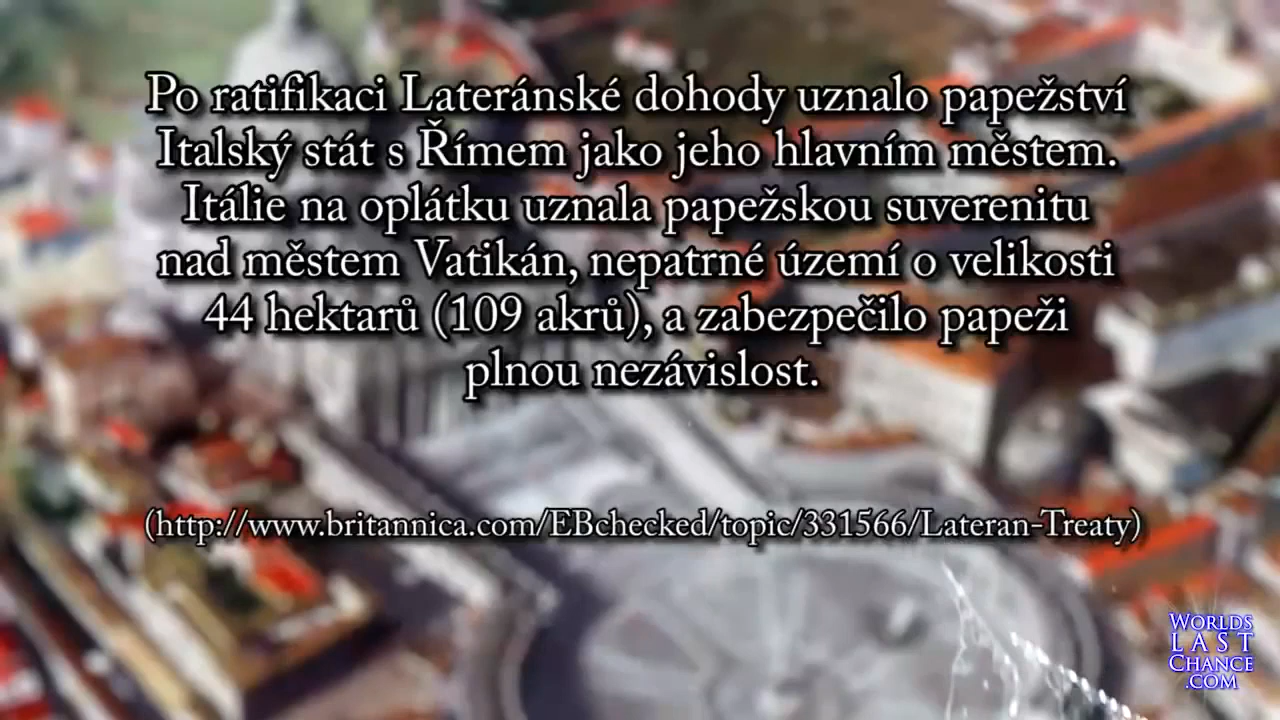 Po ratifikaci Lateránské dohody uznalo papežství
Italský stát s Římem jako jeho hlavním městem.
Itálie na oplátku uznala papežskou suverenitu
nad městem Vatikán, nepatrné území o velikosti
44 hektarů (109 akrů), a zabezpečilo papeži
plnou nezávislost.
(http://www.britannica.com/EBchecked/topic/331566/Lateran-Treaty)
WORLDS
LAST
CHANCE
.COM